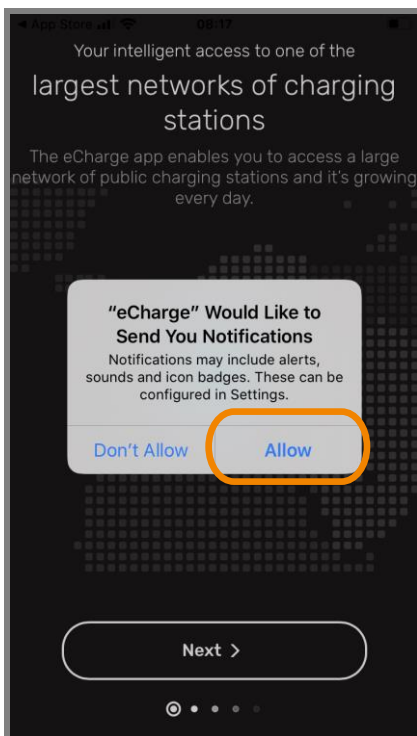 App Store
08:17
Your intelligent access to one of the
largest networks of charging
stations
The eCharge app enables you to access a large
network of public charging stations and it's growing
every day.
"eCharge" Would Like to
Send You Notifications
Notifications may include alerts,
sounds and icon badges. These can be
configured in Settings.
Don't Allow
Allow
Next >